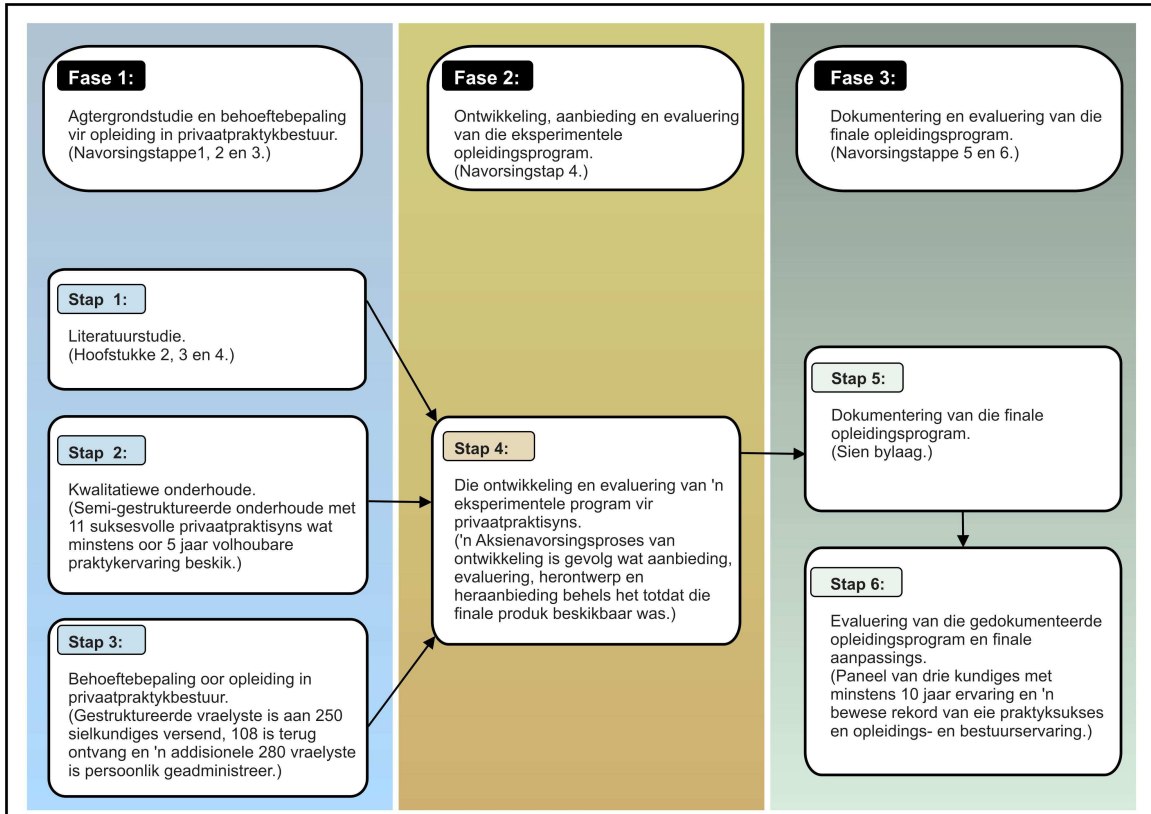 Fase 1:
Agtergrondstudie en behoeftebepaling
vir opleiding in privaatpraktykbestuur.
(Navorsingstappe1, 2 en 3.)
Fase 2:
Ontwikkeling, aanbieding en evaluering
van die eksperimentele
opleidingsprogram.
(Navorsingstap 4.)
Fase 3:
Dokumentering en evaluering van die
finale opleidingsprogram.
(Navorsingstappe 5 en 6.)
Stap 1:
Literatuurstudie.
(Hoofstukke 2, 3 en 4.)
Stap 2:
Kwalitatiewe onderhoude.
(Semi-gestruktureerde onderhoude met
11 suksesvolle privaatpraktisyns wat
minstens oor 5 jaar volhoubare
praktykervaring beskik.)
Stap 3:
Behoeftebepaling oor opleiding in
privaatpraktykbestuur.
(Gestruktureerde vraelyste is aan 250
sielkundiges versend, 108 is terug
ontvang en 'n addisionele 280 vraelyste
is persoonlik geadministreer.)
Stap 4:
Die ontwikkeling en evaluering van 'n
eksperimentele program vir
privaatpraktisyns.
('n Aksienavorsingsproses van
ontwikkeling is gevolg wat aanbieding,
evaluering, herontwerp en
heraanbieding behels het totdat die
finale produk beskikbaar was.)
Stap 5:
Dokumentering van die finale
opleidingsprogram.
(Sien bylaag.)
Stap 6:
Evaluering van die gedokumenteerde
opleidingsprogram en finale
aanpassings.
(Paneel van drie kundiges met
minstens 10 jaar ervaring en 'n
bewese rekord van eie praktyksukses
en opleidings- en bestuurservaring.)